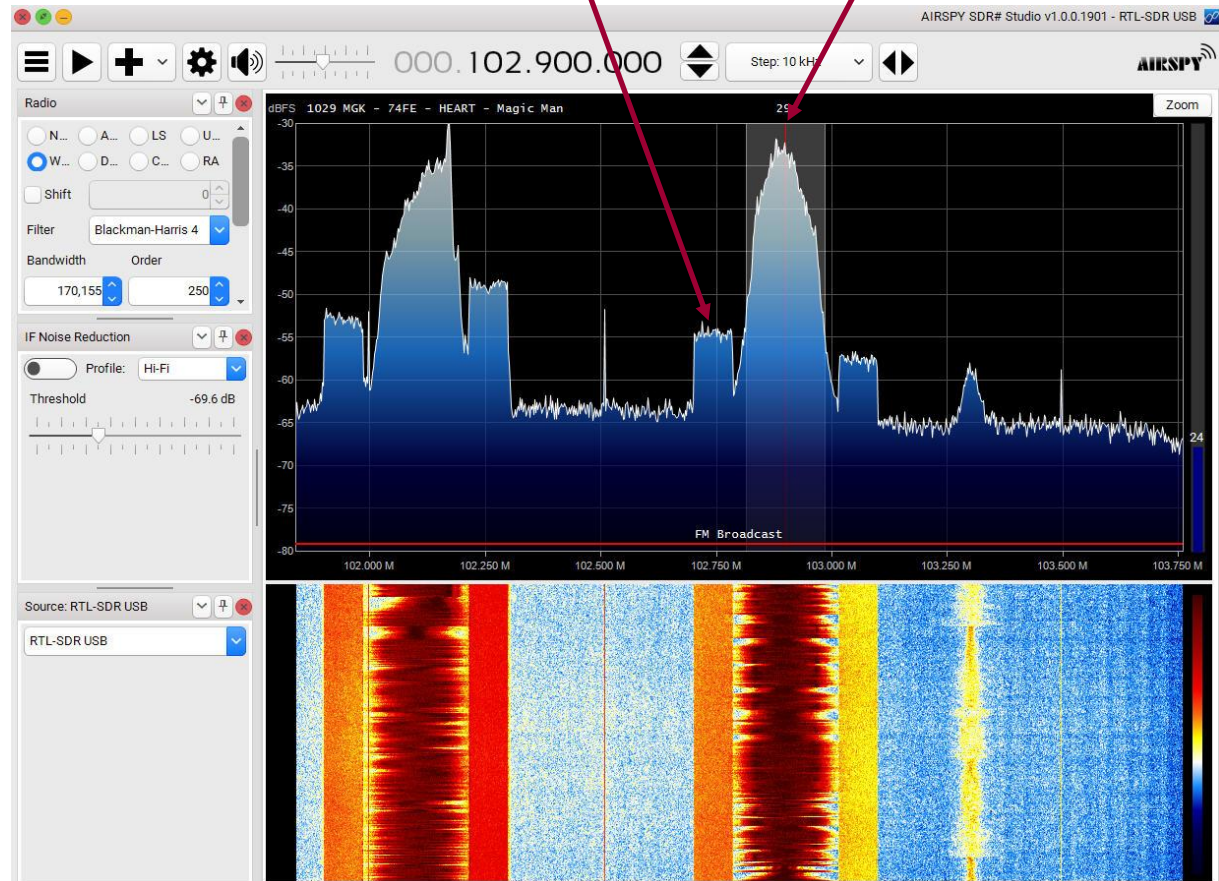 AIRSPY SDR# Studio v1.0.0.1901 - RTL-SDR USB
000.102.900.000
Step: 10 kHz
AIRSPY
Radio
dBFS 1029 MGK - 74FE - HEART - Magic Man
Zoom
N... A... LS U...
W... D... C... RA
Shift 0
Filter Blackman-Harris 4
Bandwidth Order
170,155 250
IF Noise Reduction
Profile: Hi-Fi
Threshold -69.6 dB
Source: RTL-SDR USB
RTL-SDR USB
-30
-35
-40
-45
-50
-55
-60
-65
-70
-75
-80
24
FM Broadcast
102.000 M 102.250 M 102.500 M 102.750 M 103.000 M 103.250 M 103.500 M 103.750 M